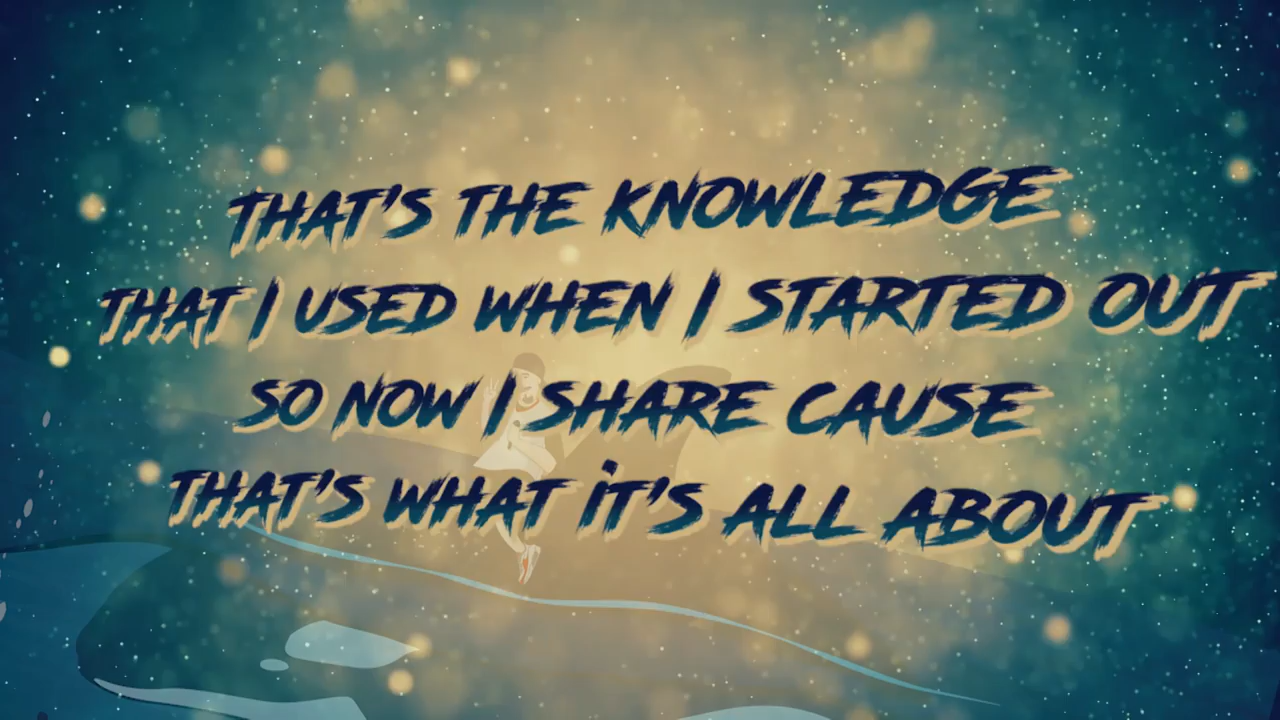 THAT'S THE KNOWLEDGE
THAT I USED WHEN I STARTED OUT
SO NOW I SHARE CAUSE
THAT'S WHAT iT'S ALL ABOUT